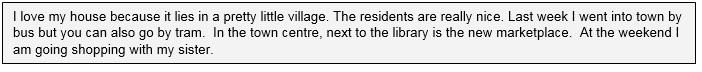 I love my house because it lies in a pretty little village. The residents are really nice. Last week I went into town by
bus but you can also go by tram.  In the town centre, next to the library is the new marketplace.  At the weekend I
am going shopping with my sister.